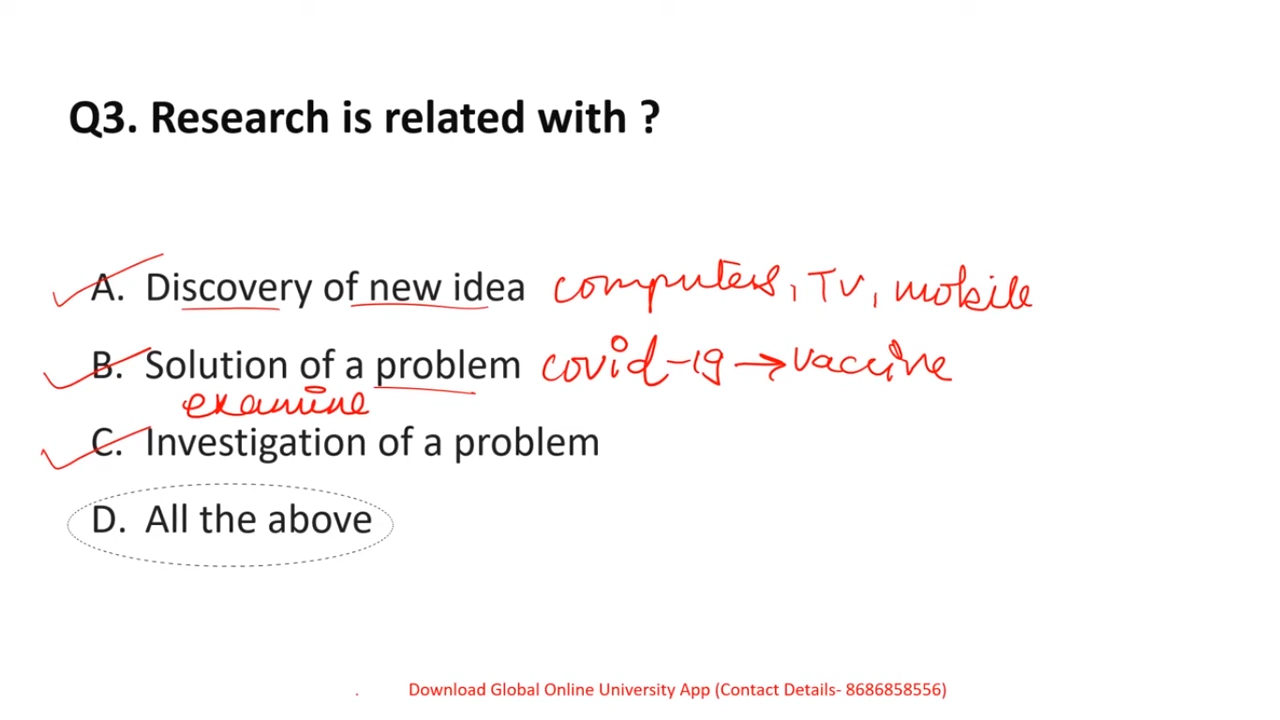 Q3. Research is related with ?
A. Discovery of new idea computers, TV, mobile
B. Solution of a problem covid-19 → vaccine
examine
C. Investigation of a problem
D. All the above
Download Global Online University App (Contact Details- 8686858556)